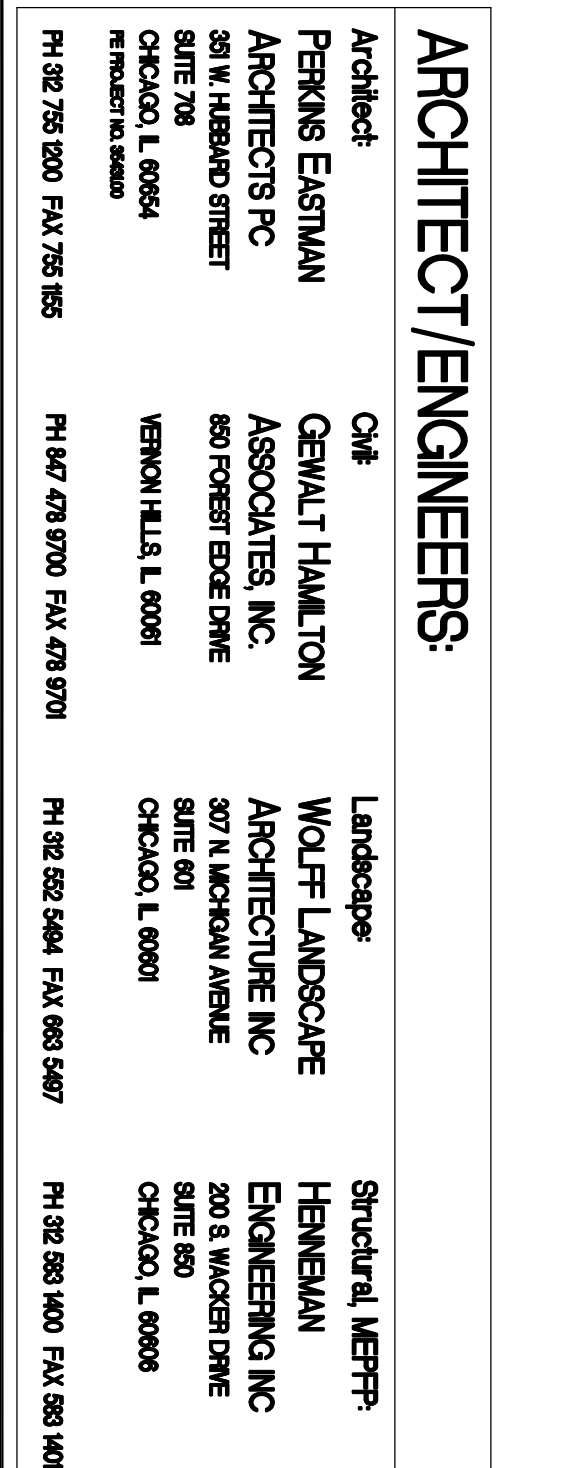 ARCHITECT/ENGINEERS:
Architect:
PERKINS EASTMAN
ARCHITECTS PC
351 W. HUBBARD STREET
SUITE 708
CHICAGO, IL 60654
PE PROJECT NO. 35431.00
PH 312 755 1200 FAX 755 1155
Civil:
GEWALT HAMILTON
ASSOCIATES, INC.
850 FOREST EDGE DRIVE
VERNON HILLS, IL 60061
PH 847 478 9700 FAX 478 9701
Landscape:
WOLFF LANDSCAPE
ARCHITECTURE INC
307 N. MICHIGAN AVENUE
SUITE 601
CHICAGO, IL 60601
PH 312 552 5494 FAX 663 5497
Structural, MEPFP:
HENNEMAN
ENGINEERING INC
200 S. WACKER DRIVE
SUITE 850
CHICAGO, IL 60606
PH 312 583 1400 FAX 583 1401